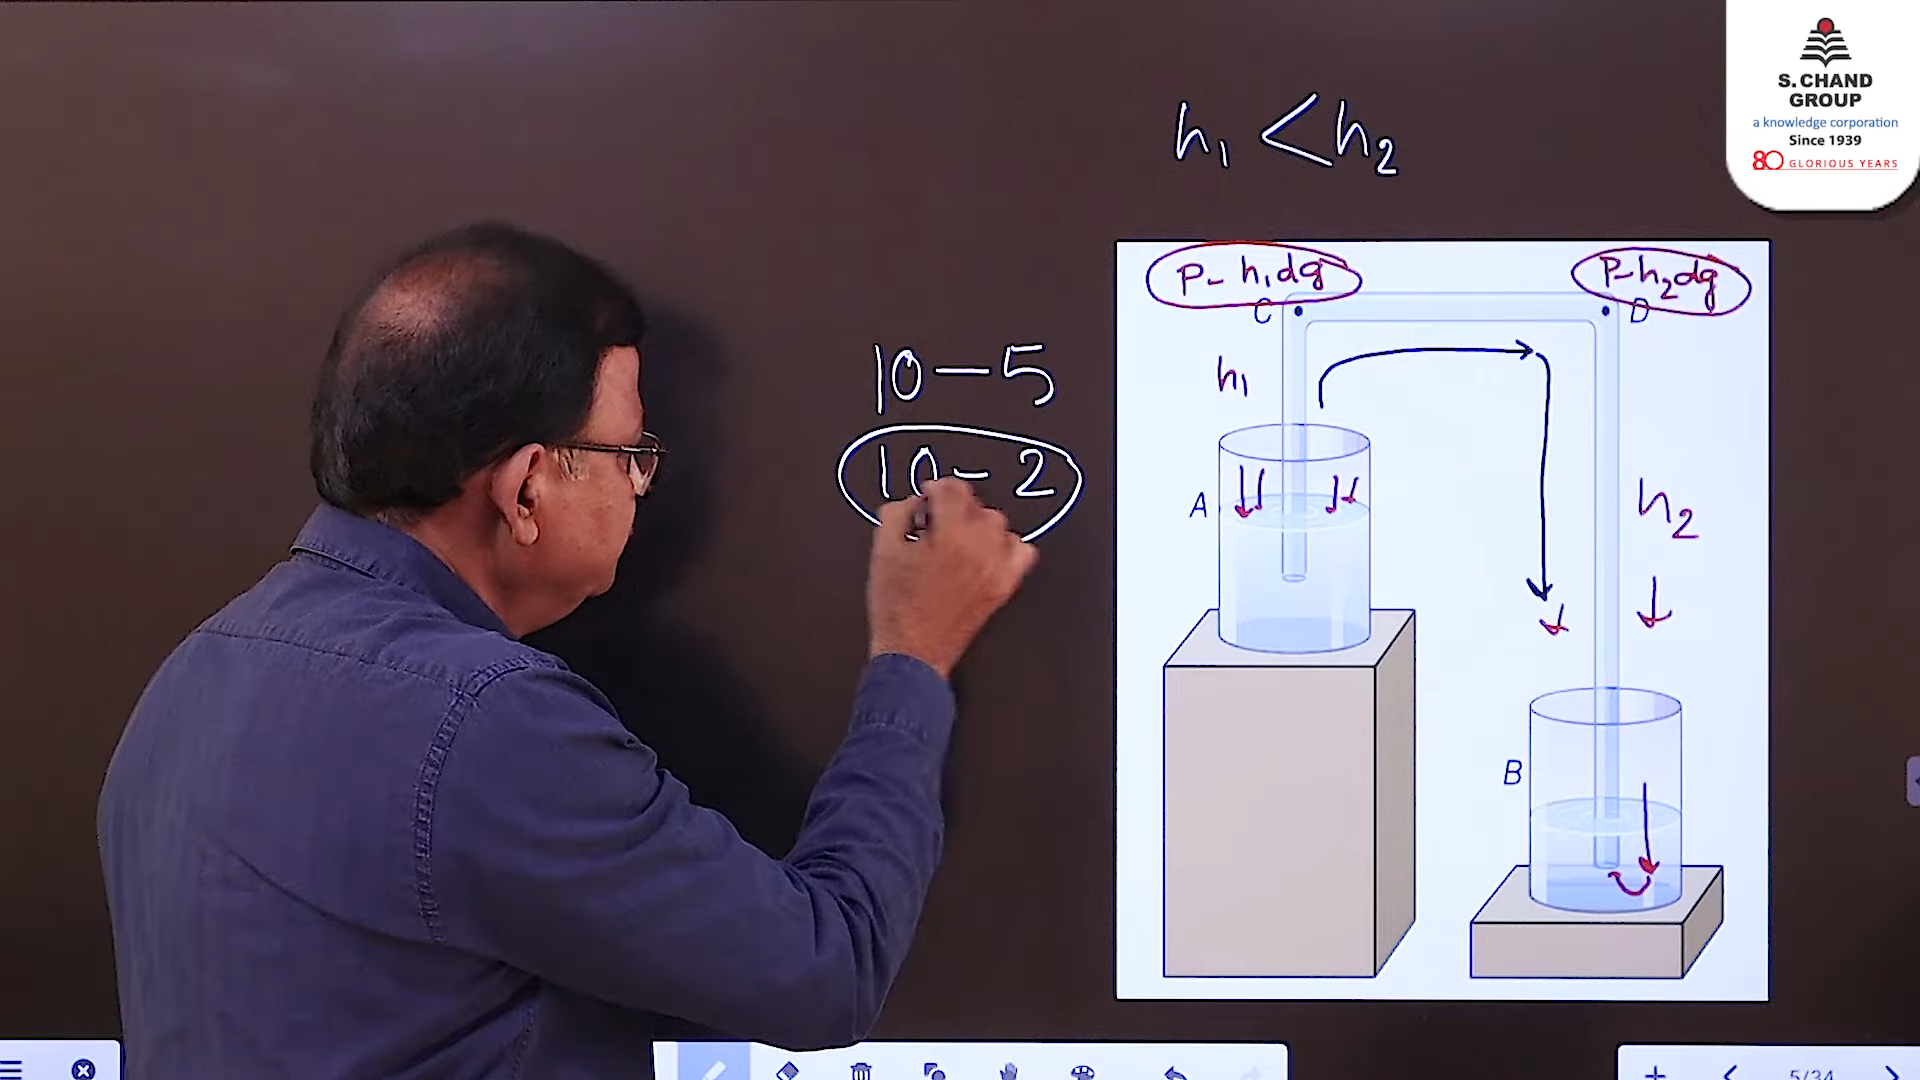 S. CHAND
GROUP
a knowledge corporation
Since 1939
80 GLORIOUS YEARS
h₁ < h₂
P - h₁dg
P - h₂dg
C
D
10 - 5
h₁
10 - 2
A
h₂
B
5/34